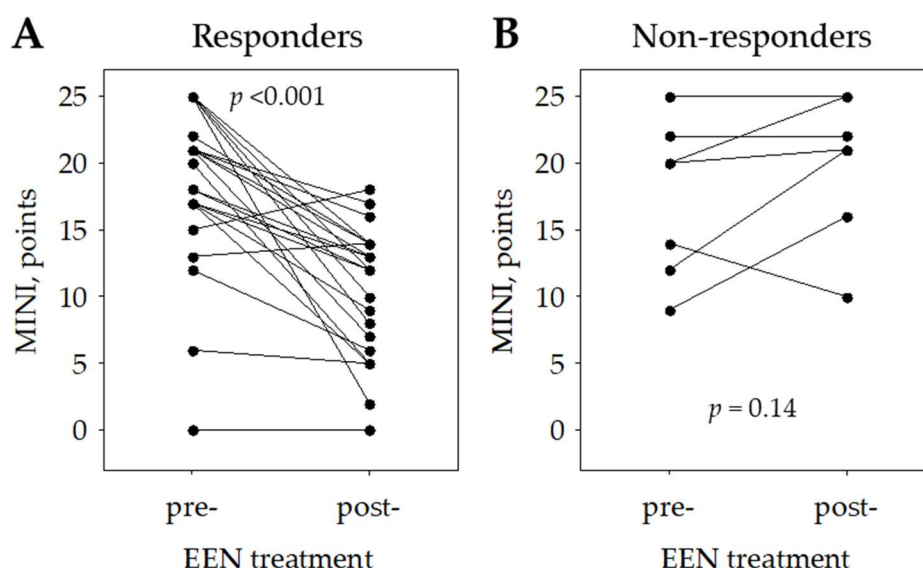 A Responders
p <0.001
MINI, points
25
20
15
10
5
0
pre- post-
EEN treatment
B Non-responders
p = 0.14
MINI, points
25
20
15
10
5
0
pre- post-
EEN treatment